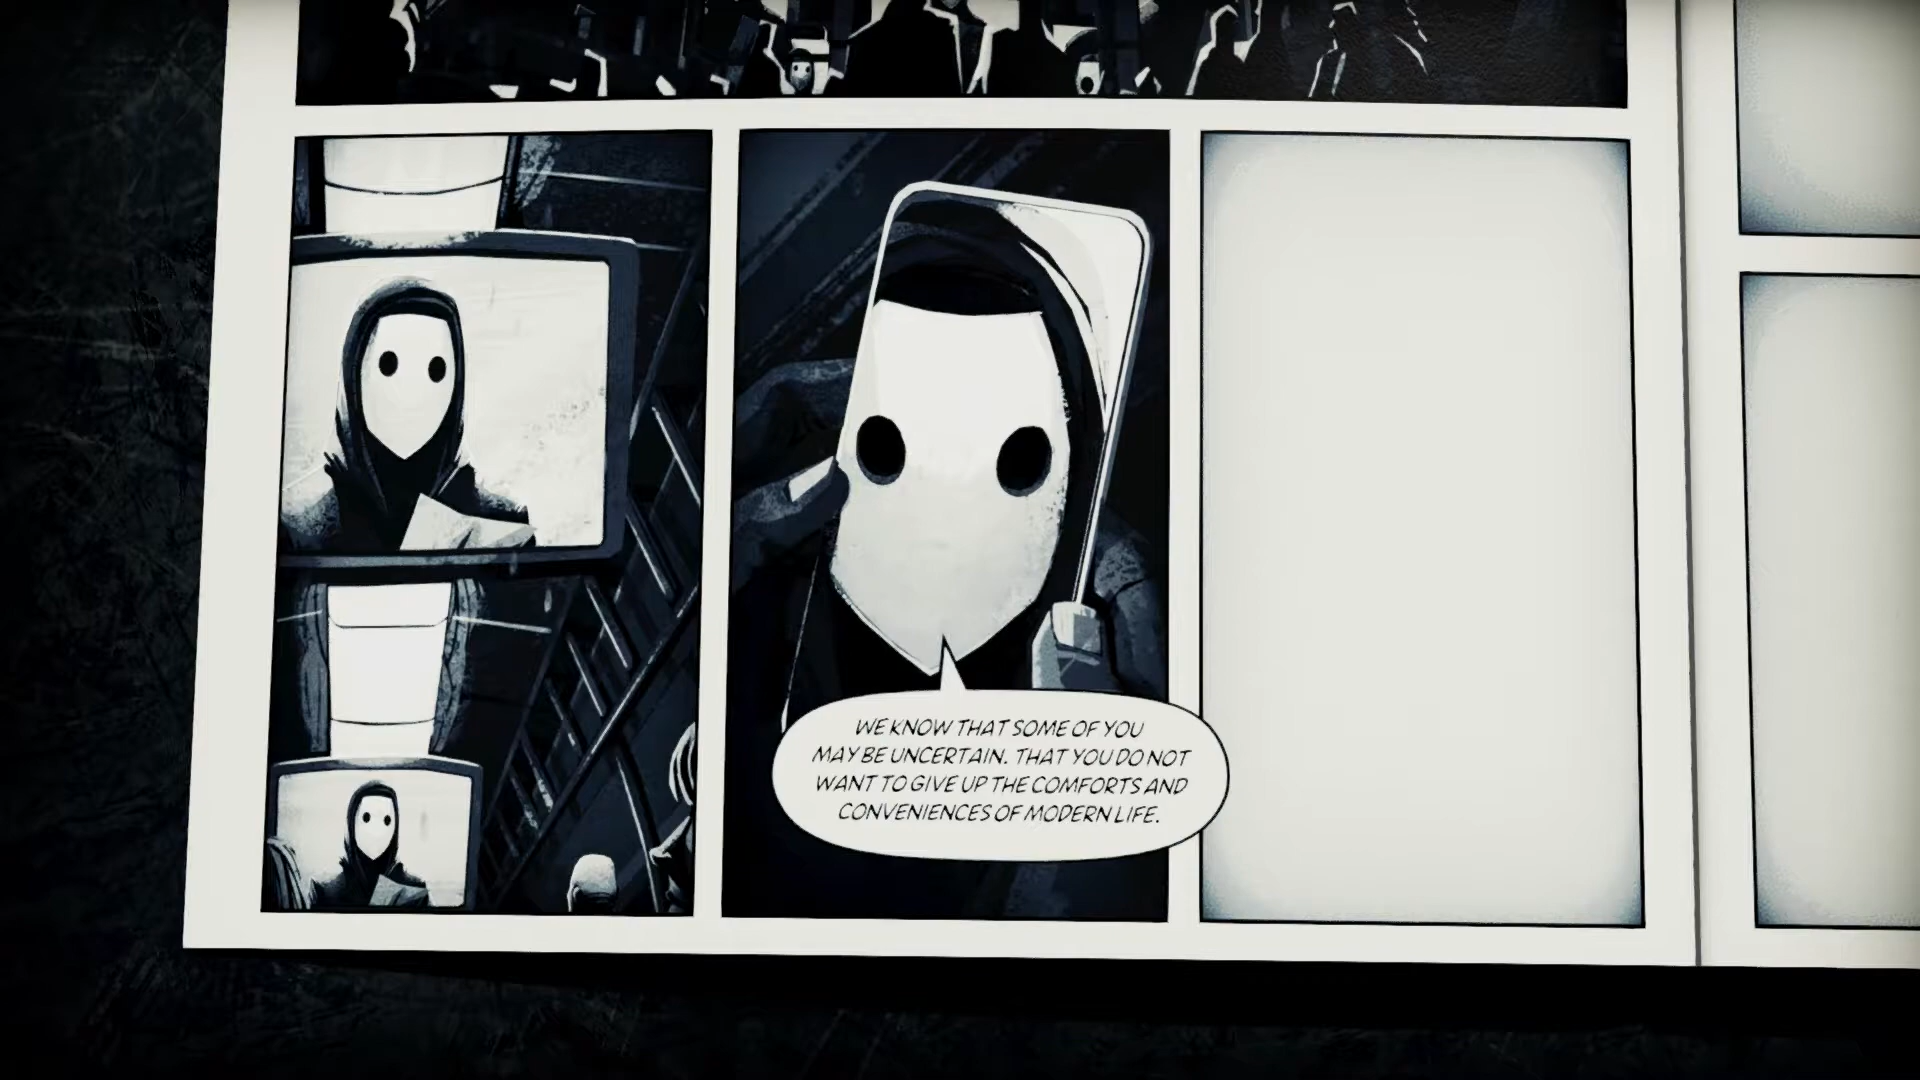 WE KNOW THAT SOME OF YOU
MAY BE UNCERTAIN. THAT YOU DO NOT
WANT TO GIVE UP THE COMFORTS AND
CONVENIENCES OF MODERN LIFE.